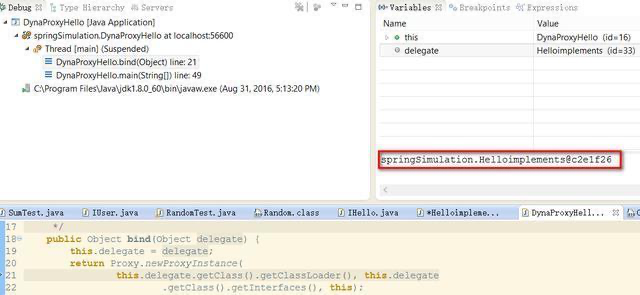 Debug Type Hierarchy Servers
DynaProxyHello [Java Application]
springSimulation.DynaProxyHello at localhost:56600
Thread [main] (Suspended)
DynaProxyHello.bind(Object) line: 21
DynaProxyHello.main(String[]) line: 49
C:\Program Files\Java\jdk1.8.0_60\bin\javaw.exe (Aug 31, 2016, 5:13:20 PM)
Variables Breakpoints Expressions
Name Value
this DynaProxyHello (id=16)
delegate Helloimplements (id=33)
springSimulation.Helloimplements@c2e1f26
SumTest.java IUser.java RandomTest.java Random.class IHello.java *Helloimpleme... DynaProxyHell...
17 */
18 public Object bind(Object delegate) {
19 this.delegate = delegate;
20 return Proxy.newProxyInstance(
21 this.delegate.getClass().getClassLoader(), this.delegate
22 .getClass().getInterfaces(), this);